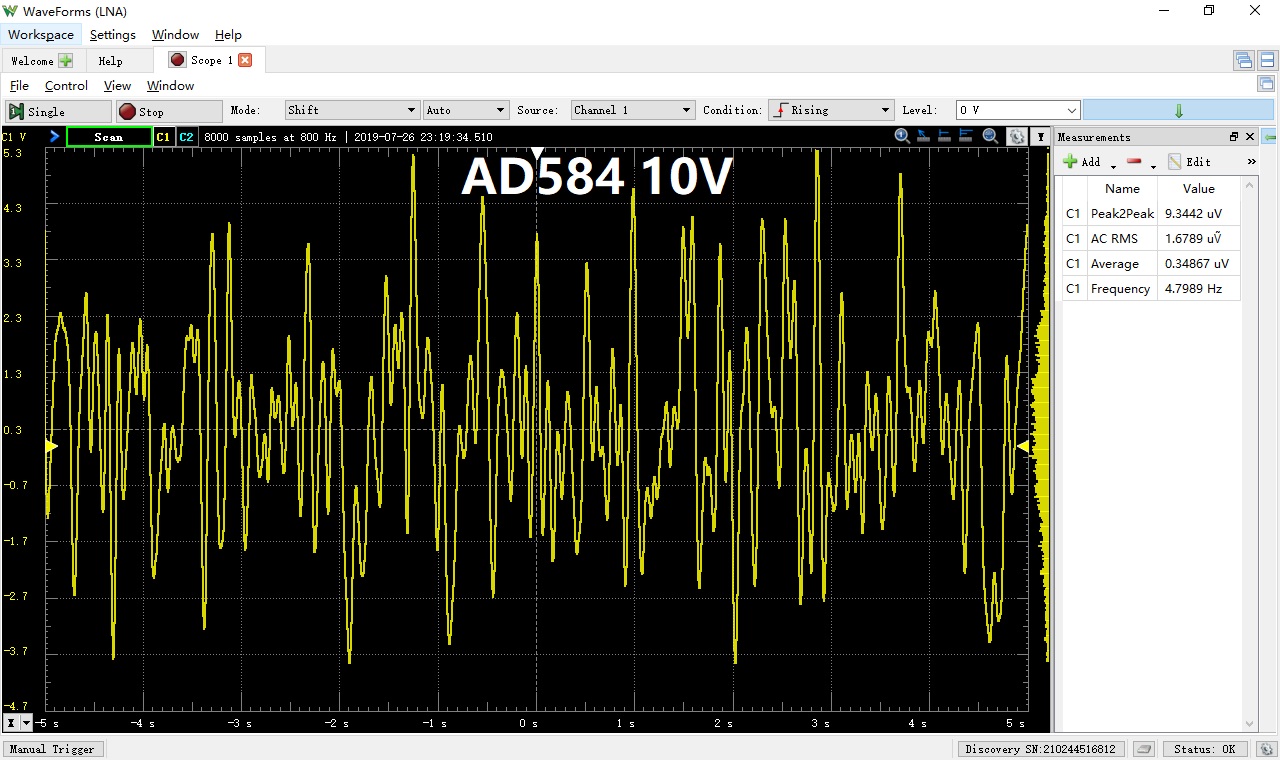 WaveForms (LNA)
Workspace Settings Window Help
Welcome Help Scope 1
File Control View Window
Single Stop Mode: Shift Auto Source: Channel 1 Condition: Rising Level: 0 V
C1 V Scan C1 C2 8000 samples at 800 Hz | 2019-07-26 23:19:34.510 Y Measurements
Add Edit »
AD584 10V
Name Value
C1 Peak2Peak 9.3442 uV
C1 AC RMS 1.6789 uṼ
C1 Average 0.34867 uV
C1 Frequency 4.7989 Hz
5.3
4.3
3.3
2.3
1.3
0.3
-0.7
-1.7
-2.7
-3.7
-4.7
X -5 s -4 s -3 s -2 s -1 s 0 s 1 s 2 s 3 s 4 s 5 s
Manual Trigger Discovery SN:210244516812 Status: OK